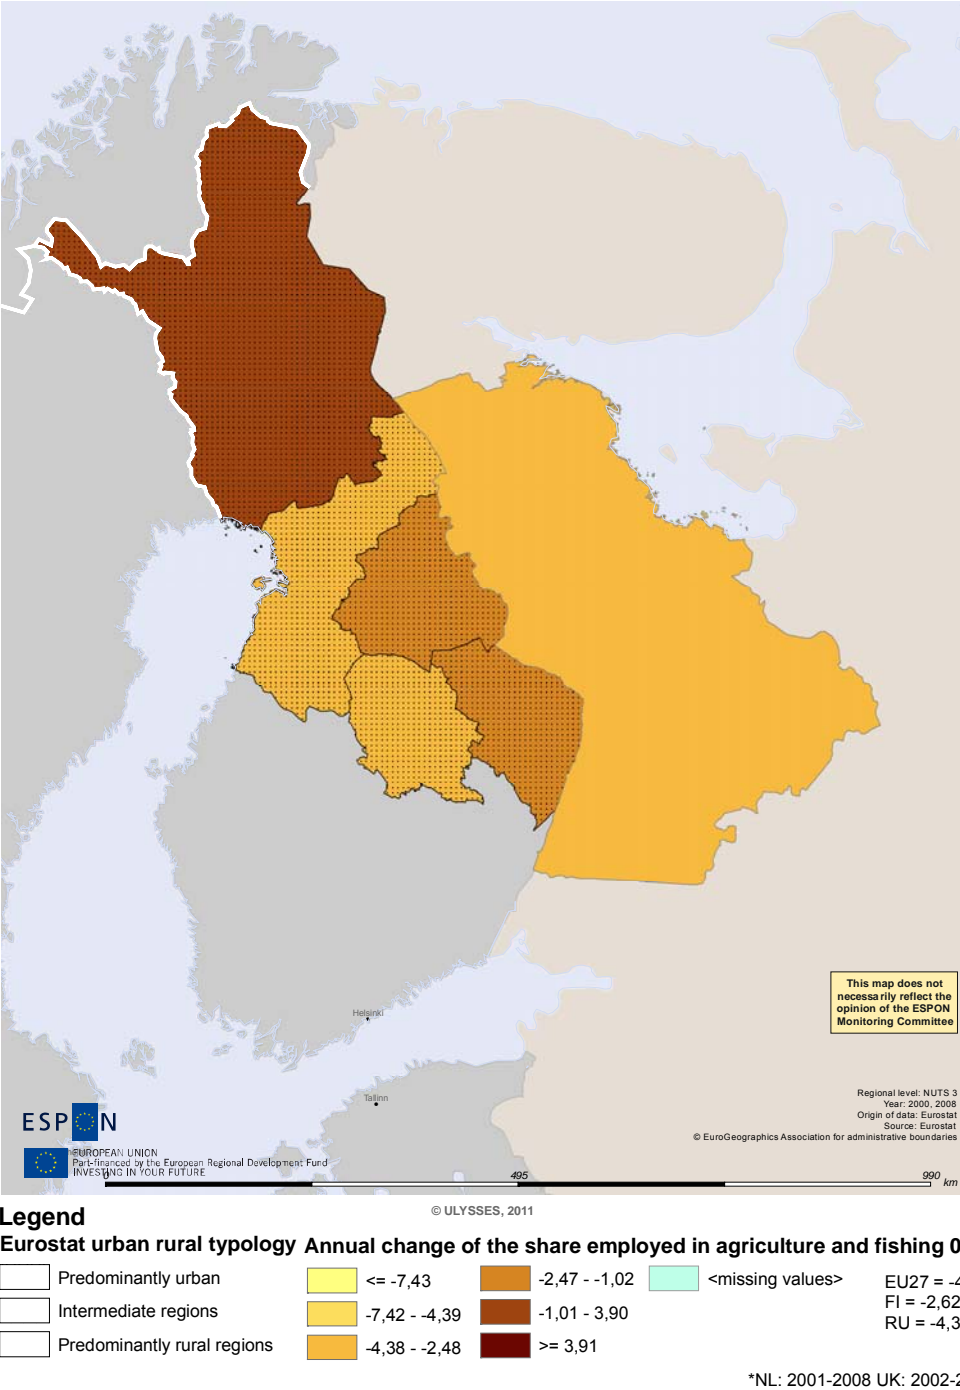 Helsinki
Tallinn
This map does not
necessarily reflect the
opinion of the ESPON
Monitoring Committee
Regional level: NUTS 3
Year: 2000, 2008
Origin of data: Eurostat
Source: Eurostat
© EuroGeographics Association for administrative boundaries
ESPON
EUROPEAN UNION
Part-financed by the European Regional Development Fund
INVESTING IN YOUR FUTURE
0 495 990 km
© ULYSSES, 2011
Legend
Eurostat urban rural typology
Predominantly urban
Intermediate regions
Predominantly rural regions
Annual change of the share employed in agriculture and fishing 0
<= -7,43
-7,42 - -4,39
-4,38 - -2,48
-2,47 - -1,02
-1,01 - 3,90
>= 3,91
<missing values>
EU27 = -4
FI = -2,62
RU = -4,3
*NL: 2001-2008 UK: 2002-2